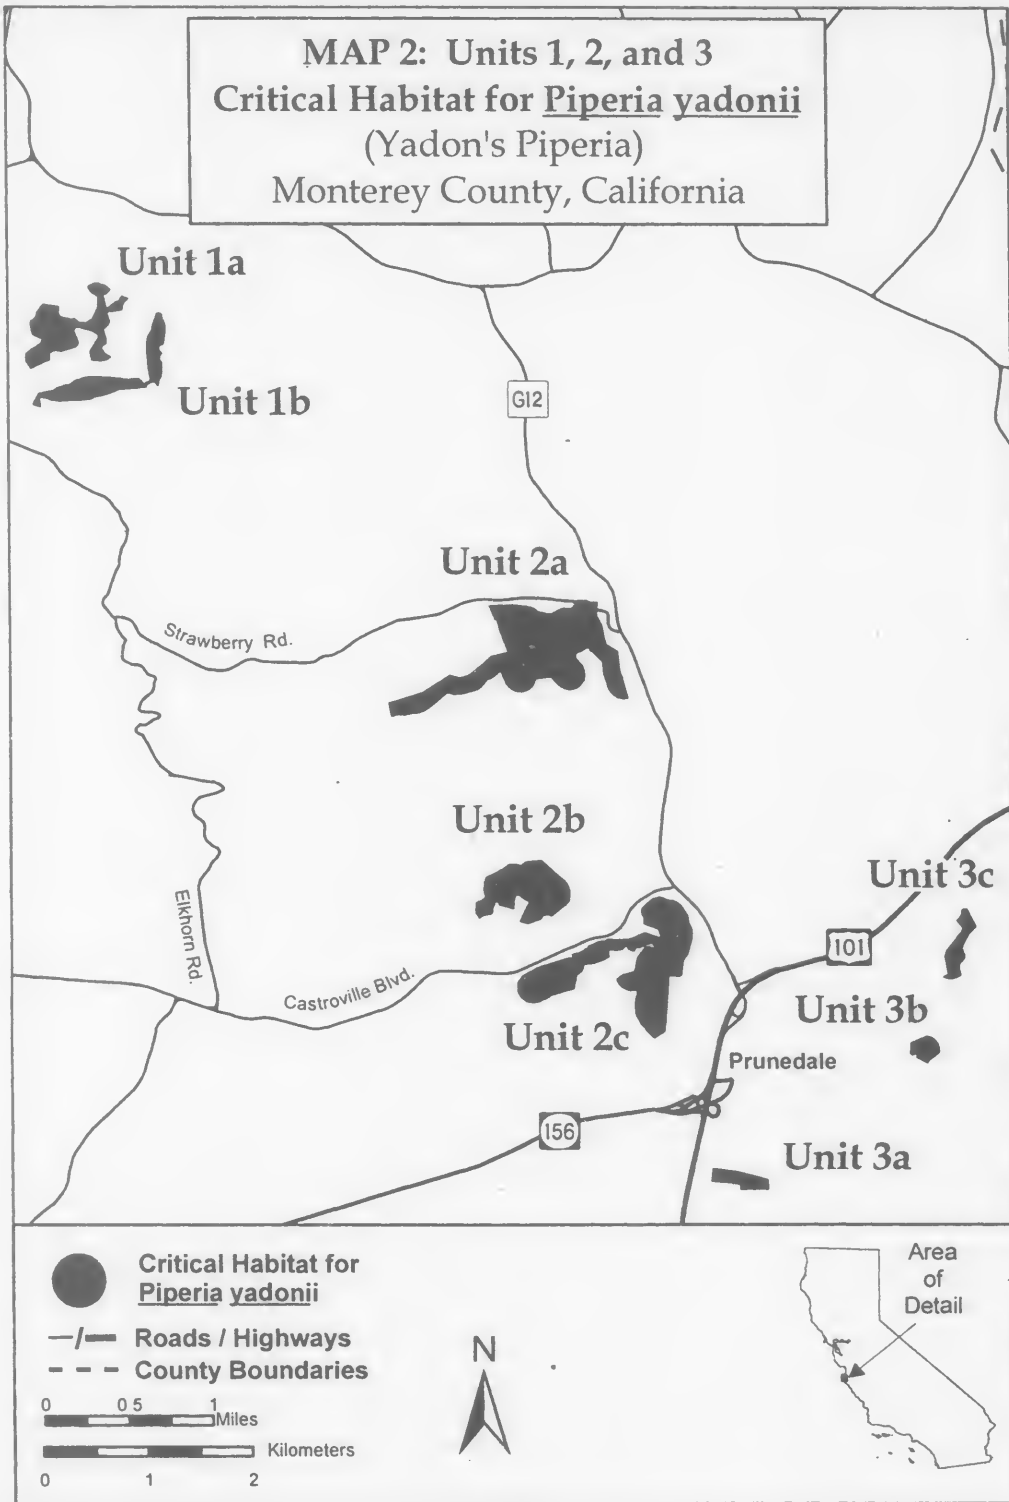 MAP 2: Units 1, 2, and 3
Critical Habitat for Piperia yadonii
(Yadon's Piperia)
Monterey County, California
Unit 1a
Unit 1b
G12
Unit 2a
Strawberry Rd.
Unit 2b
Unit 3c
Elkhorn Rd.
101
Castroville Blvd.
Unit 3b
Unit 2c
Prunedale
156
Unit 3a
Critical Habitat for
Piperia yadonii
Roads / Highways
County Boundaries
0 0 5 1
Miles
Kilometers
0 1 2
N
Area
of
Detail